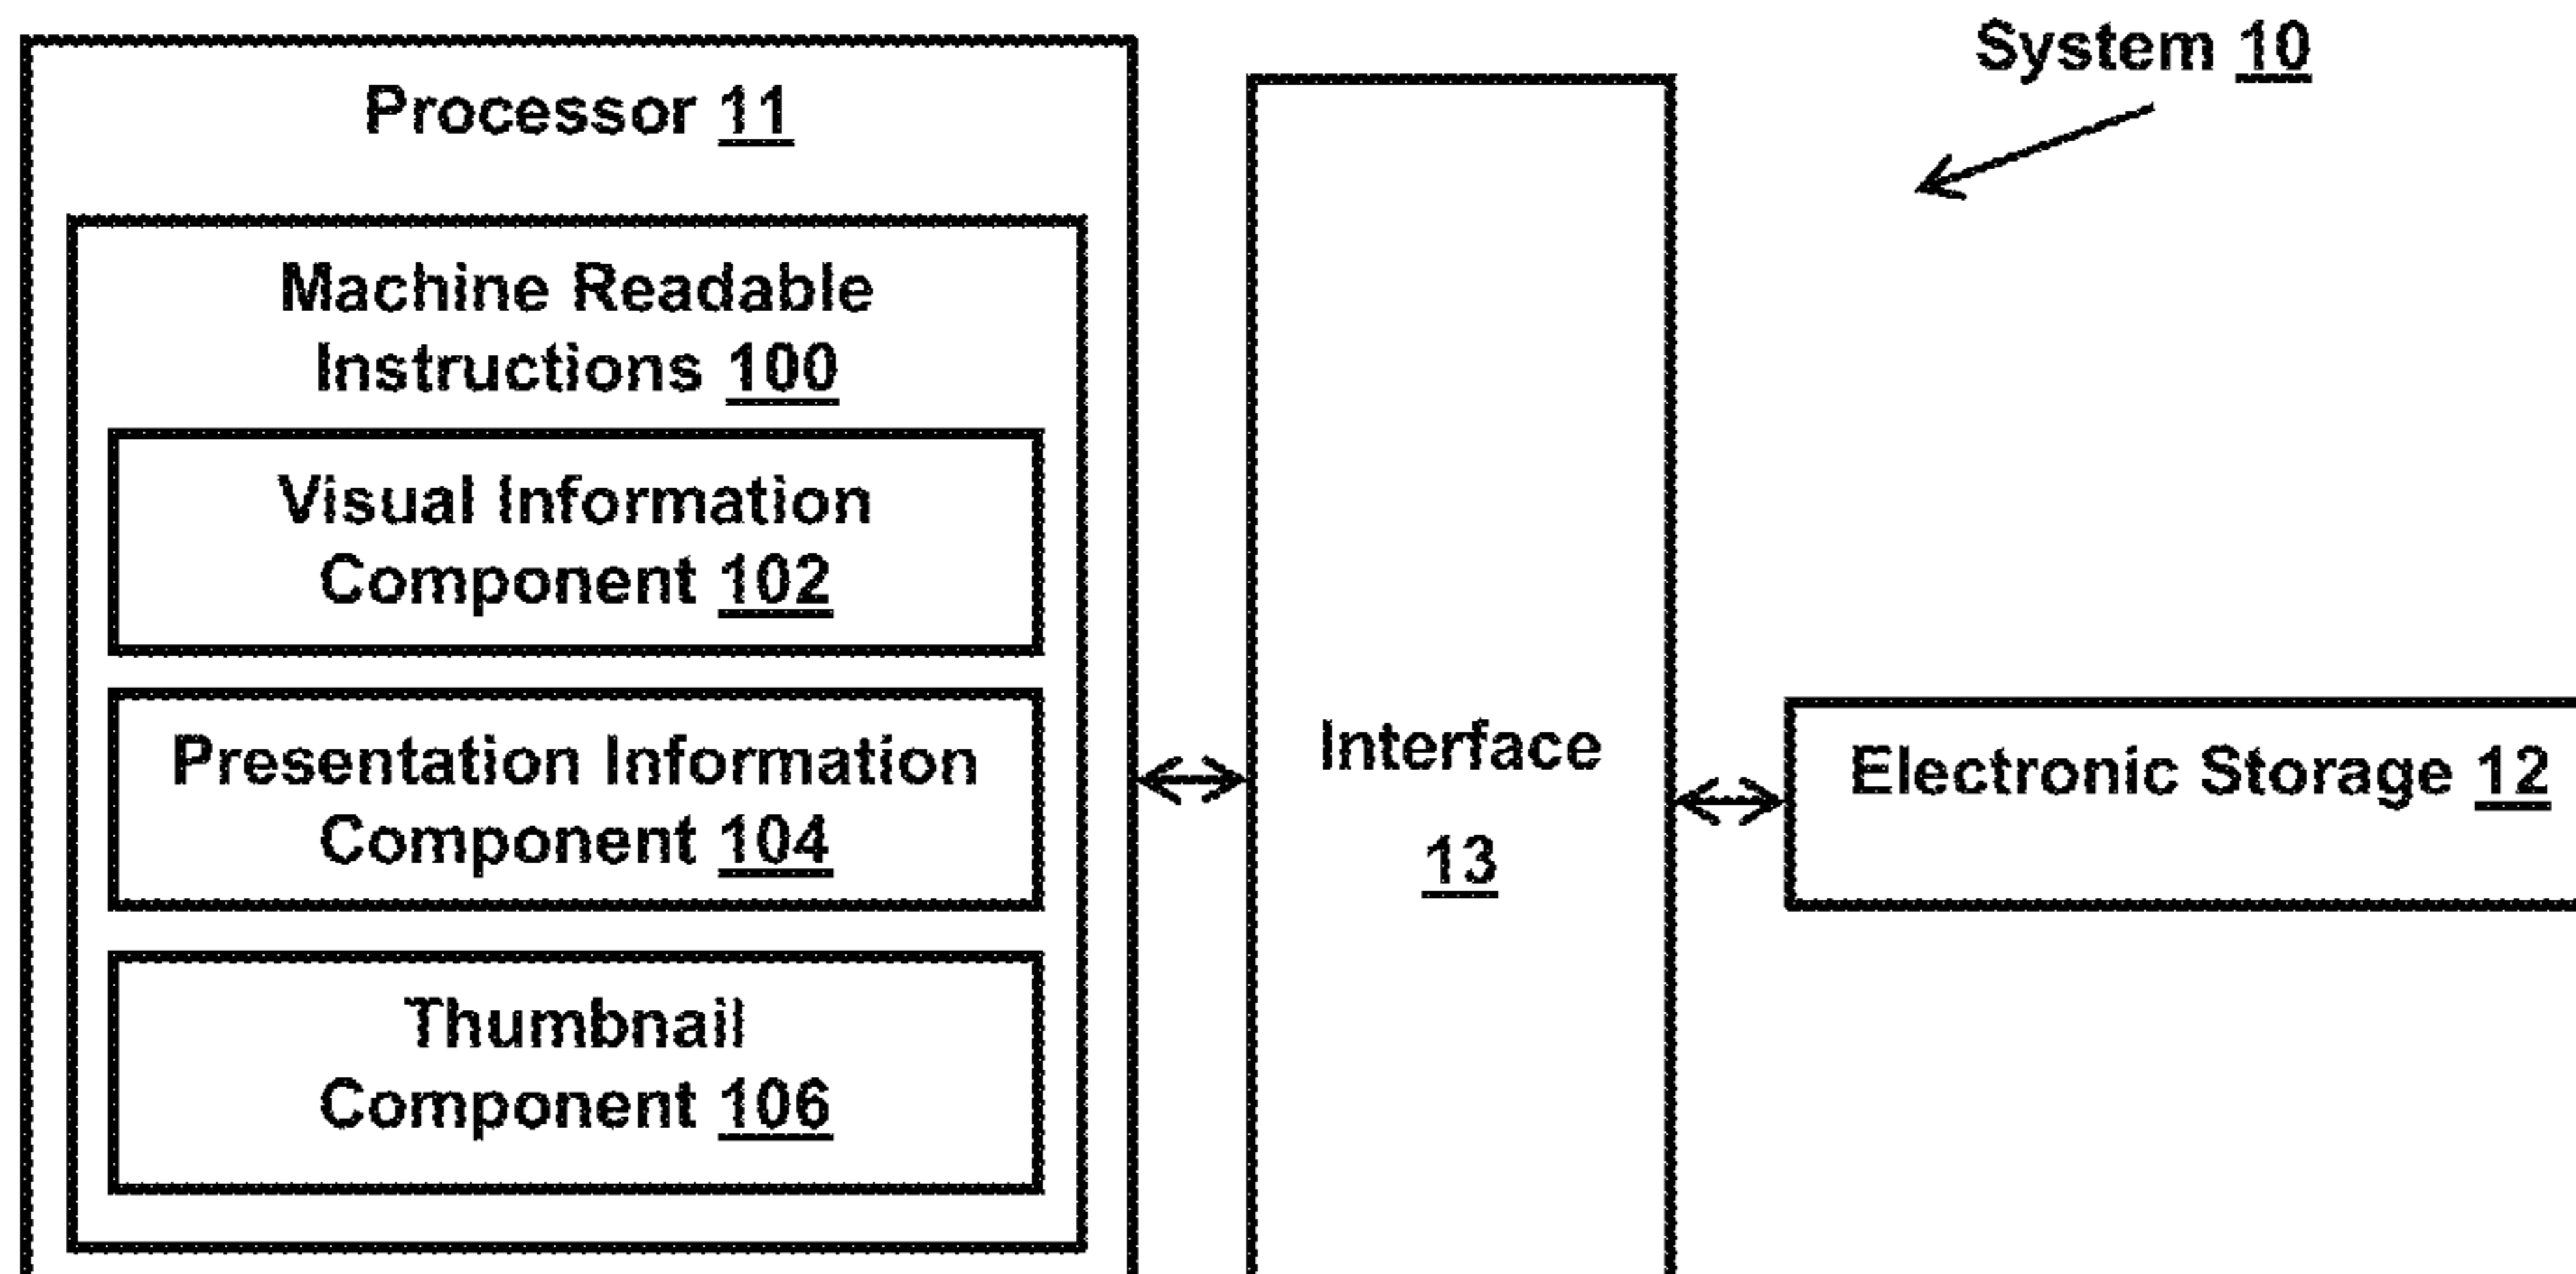 System 10
Processor 11
Machine Readable
Instructions 100
Visual Information
Component 102
Presentation Information
Component 104
Thumbnail
Component 106
Interface
13
Electronic Storage 12